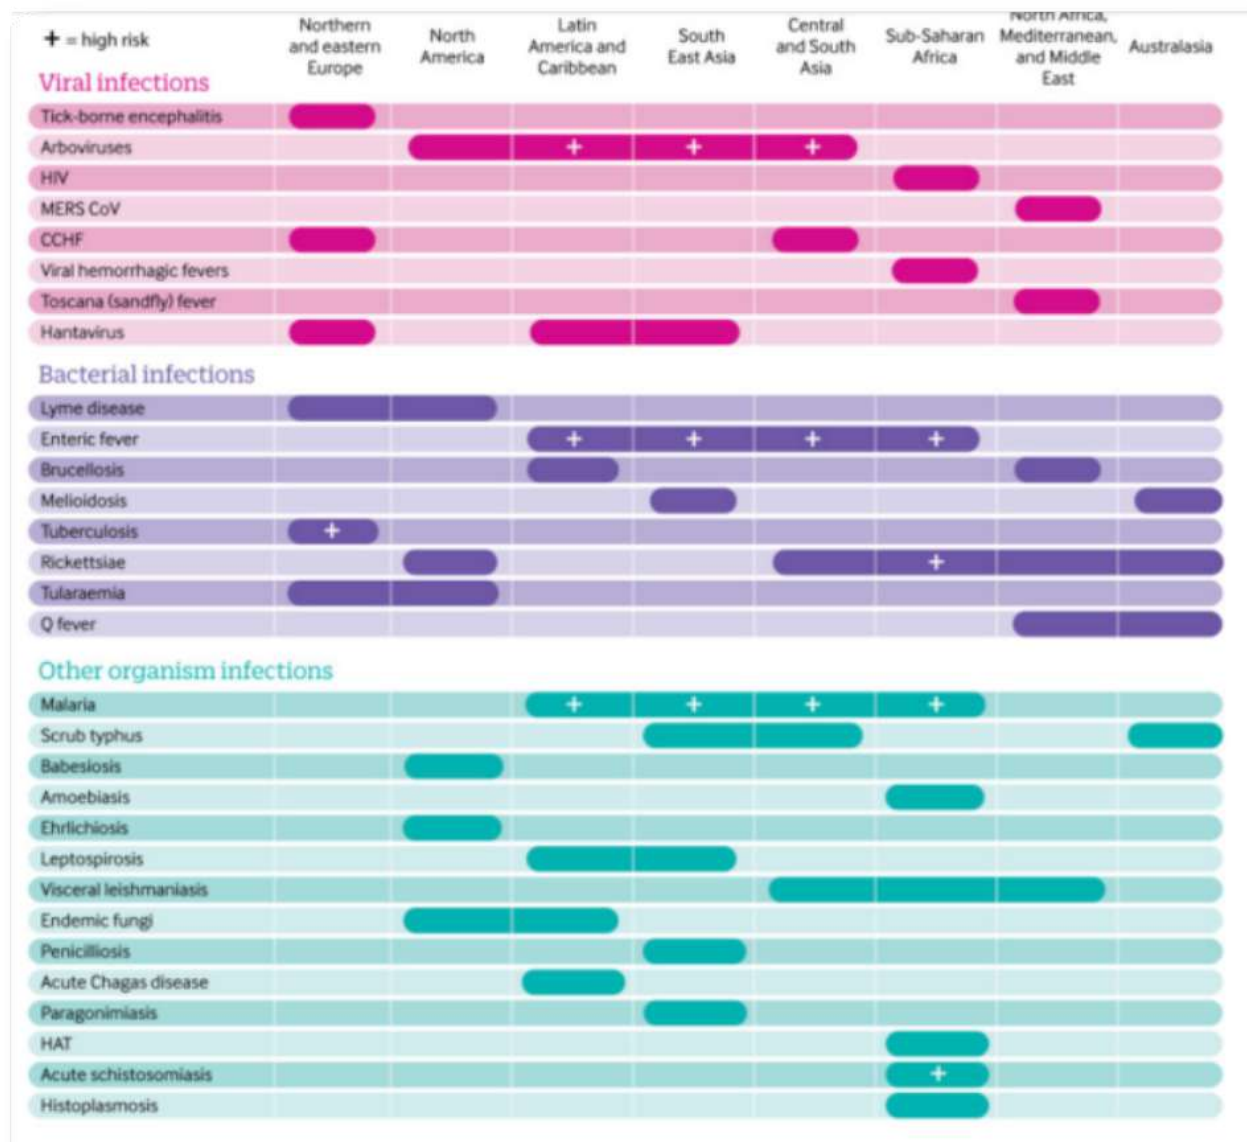 + = high risk
Northern
and eastern
Europe
North
America
Latin
America and
Caribbean
South
East Asia
Central
and South
Asia
Sub-Saharan
Africa
North Africa,
Mediterranean,
and Middle
East
Australasia
Viral infections
Tick-borne encephalitis
Arboviruses
+ + +
HIV
MERS CoV
CCHF
Viral hemorrhagic fevers
Toscana (sandfly) fever
Hantavirus
Bacterial infections
Lyme disease
Enteric fever
+ + + +
Brucellosis
Melioidosis
Tuberculosis
+
Rickettsiae
+
Tularaemia
Q fever
Other organism infections
Malaria
+ + + +
Scrub typhus
Babesiosis
Amoebiasis
Ehrlichiosis
Leptospirosis
Visceral leishmaniasis
Endemic fungi
Penicilliosis
Acute Chagas disease
Paragonimiasis
HAT
Acute schistosomiasis
+
Histoplasmosis